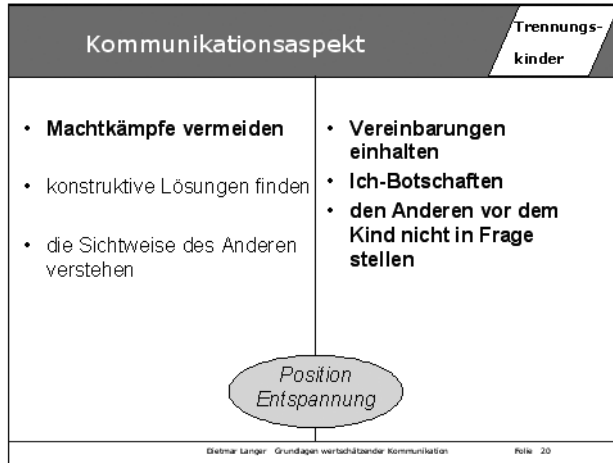 Kommunikationsaspekt
Trennungs-
kinder
• Machtkämpfe vermeiden
• konstruktive Lösungen finden
• die Sichtweise des Anderen
verstehen
• Vereinbarungen
einhalten
• Ich-Botschaften
• den Anderen vor dem
Kind nicht in Frage
stellen
Position
Entspannung
Dietmar Langer Grundlagen wertschätzender Kommunikation Folie 20